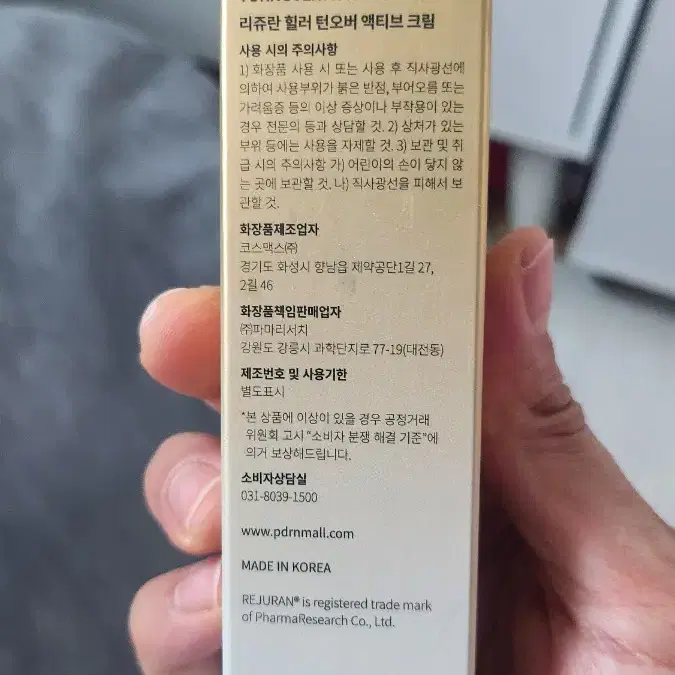 리쥬란 힐러 턴오버 액티브 크림
사용 시의 주의사항
1) 화장품 사용 시 또는 사용 후 직사광선에
의하여 사용부위가 붉은 반점, 부어오름 또는
가려움증 등의 이상 증상이나 부작용이 있는
경우 전문의 등과 상담할 것. 2) 상처가 있는
부위 등에는 사용을 자제할 것. 3) 보관 및 취
급 시의 주의사항 가) 어린이의 손이 닿지 않
는 곳에 보관할 것. 나) 직사광선을 피해서 보
관할 것.
화장품제조업자
코스맥스㈜
경기도 화성시 향남읍 제약공단1길 27,
2길 46
화장품책임판매업자
㈜파마리서치
강원도 강릉시 과학단지로 77-19(대전동)
제조번호 및 사용기한
별도표시
*본 상품에 이상이 있을 경우 공정거래
위원회 고시 "소비자 분쟁 해결 기준"에
의거 보상해드립니다.
소비자상담실
031-8039-1500
www.pdrnmall.com
MADE IN KOREA
REJURAN® is registered trade mark
of PharmaResearch Co., Ltd.